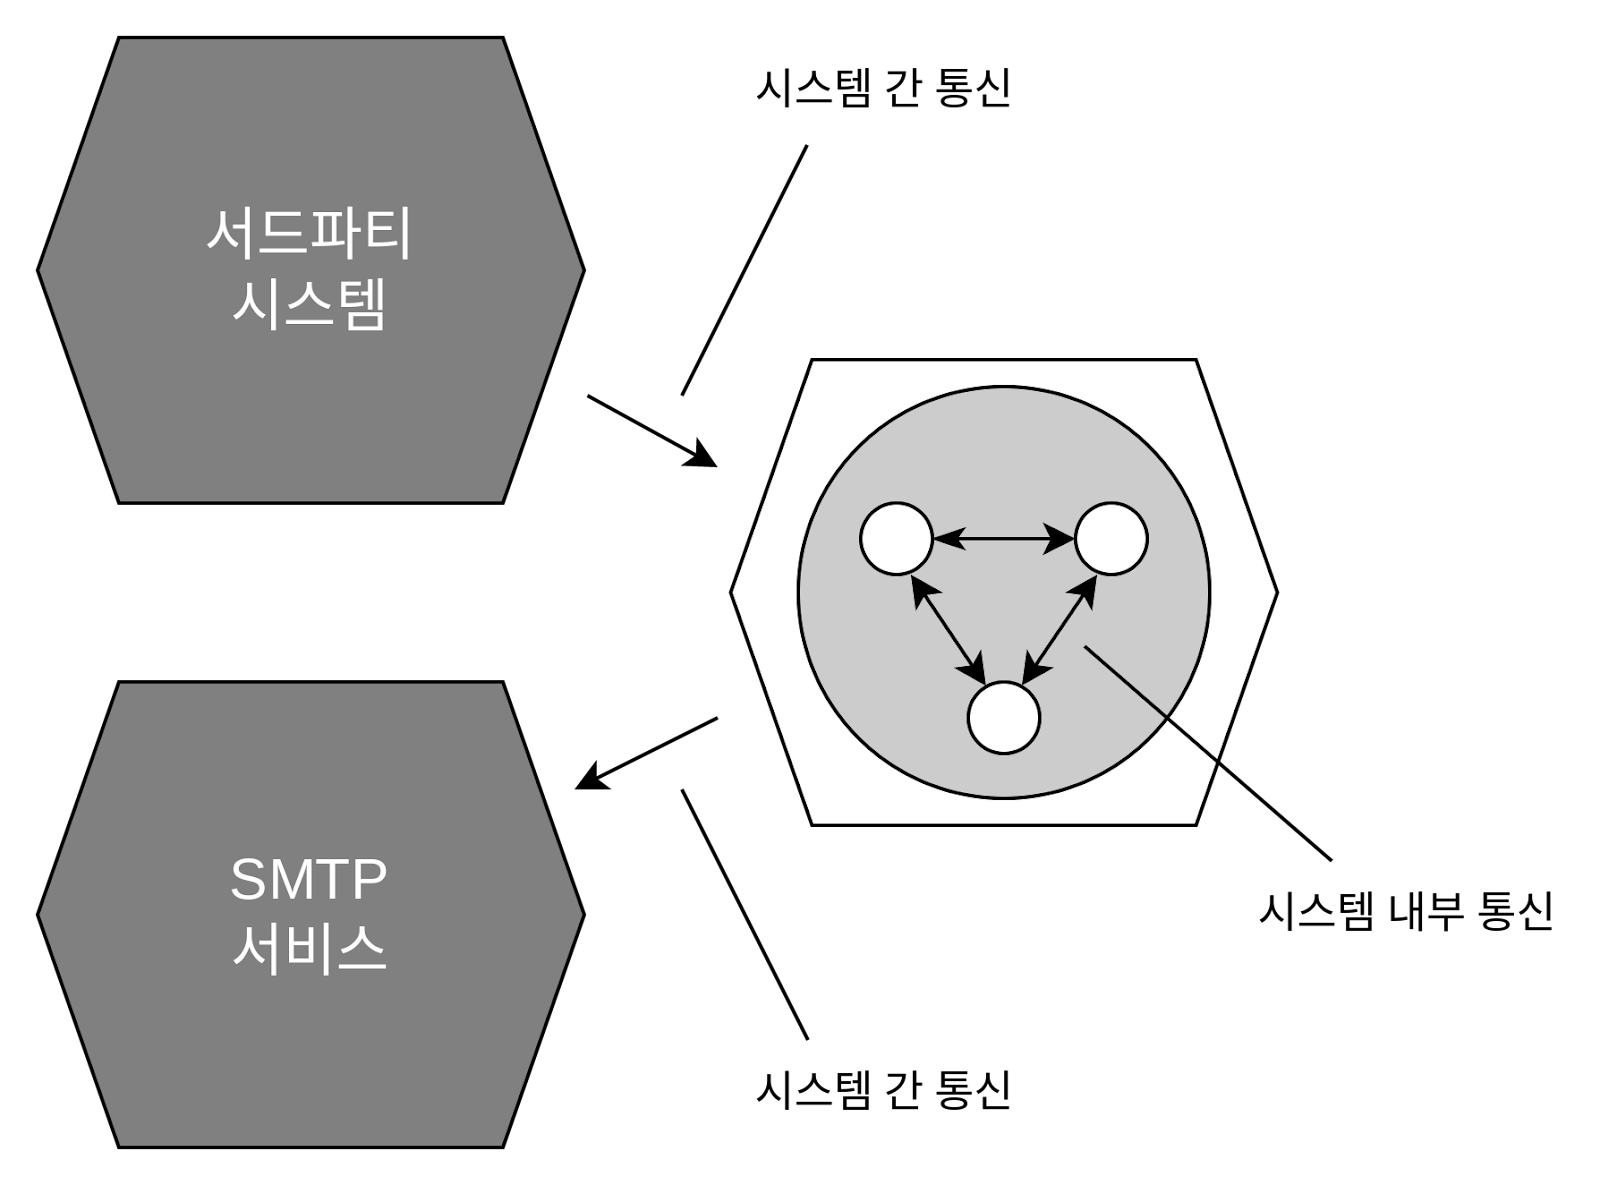 시스템 간 통신
서드파티
시스템
SMTP
서비스
시스템 내부 통신
시스템 간 통신